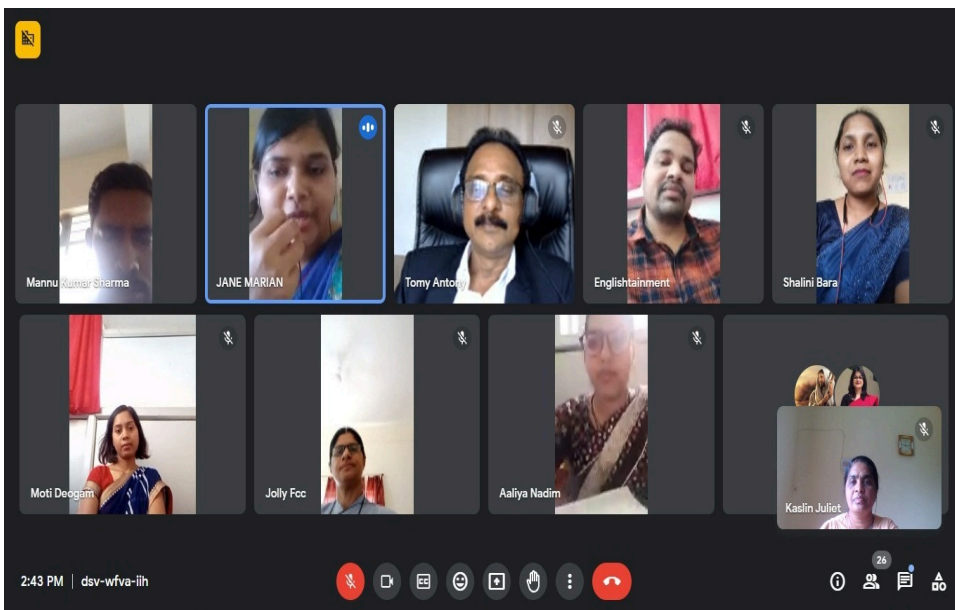 Mannu Kumar Sharma
JANE MARIAN
Tomy Antony
Englishtainment
Shalini Bara
Moti Deogam
Jolly Fcc
Aaliya Nadim
Kaslin Juliet
2:43 PM | dsv-wfva-iih
CC
26